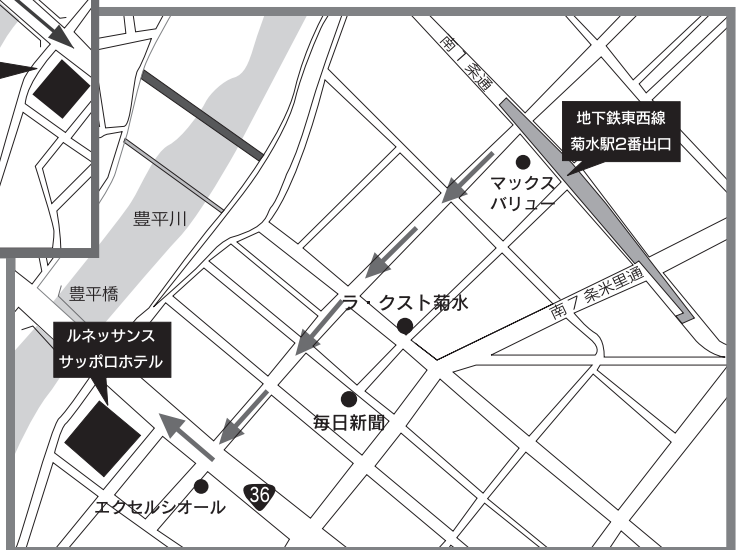 南1条通
地下鉄東西線
菊水駅2番出口
マックス
バリュー
豊平川
豊平橋
ラ・クスト菊水
南7条米里通
ルネッサンス
サッポロホテル
毎日新聞
エクセルシオール
36